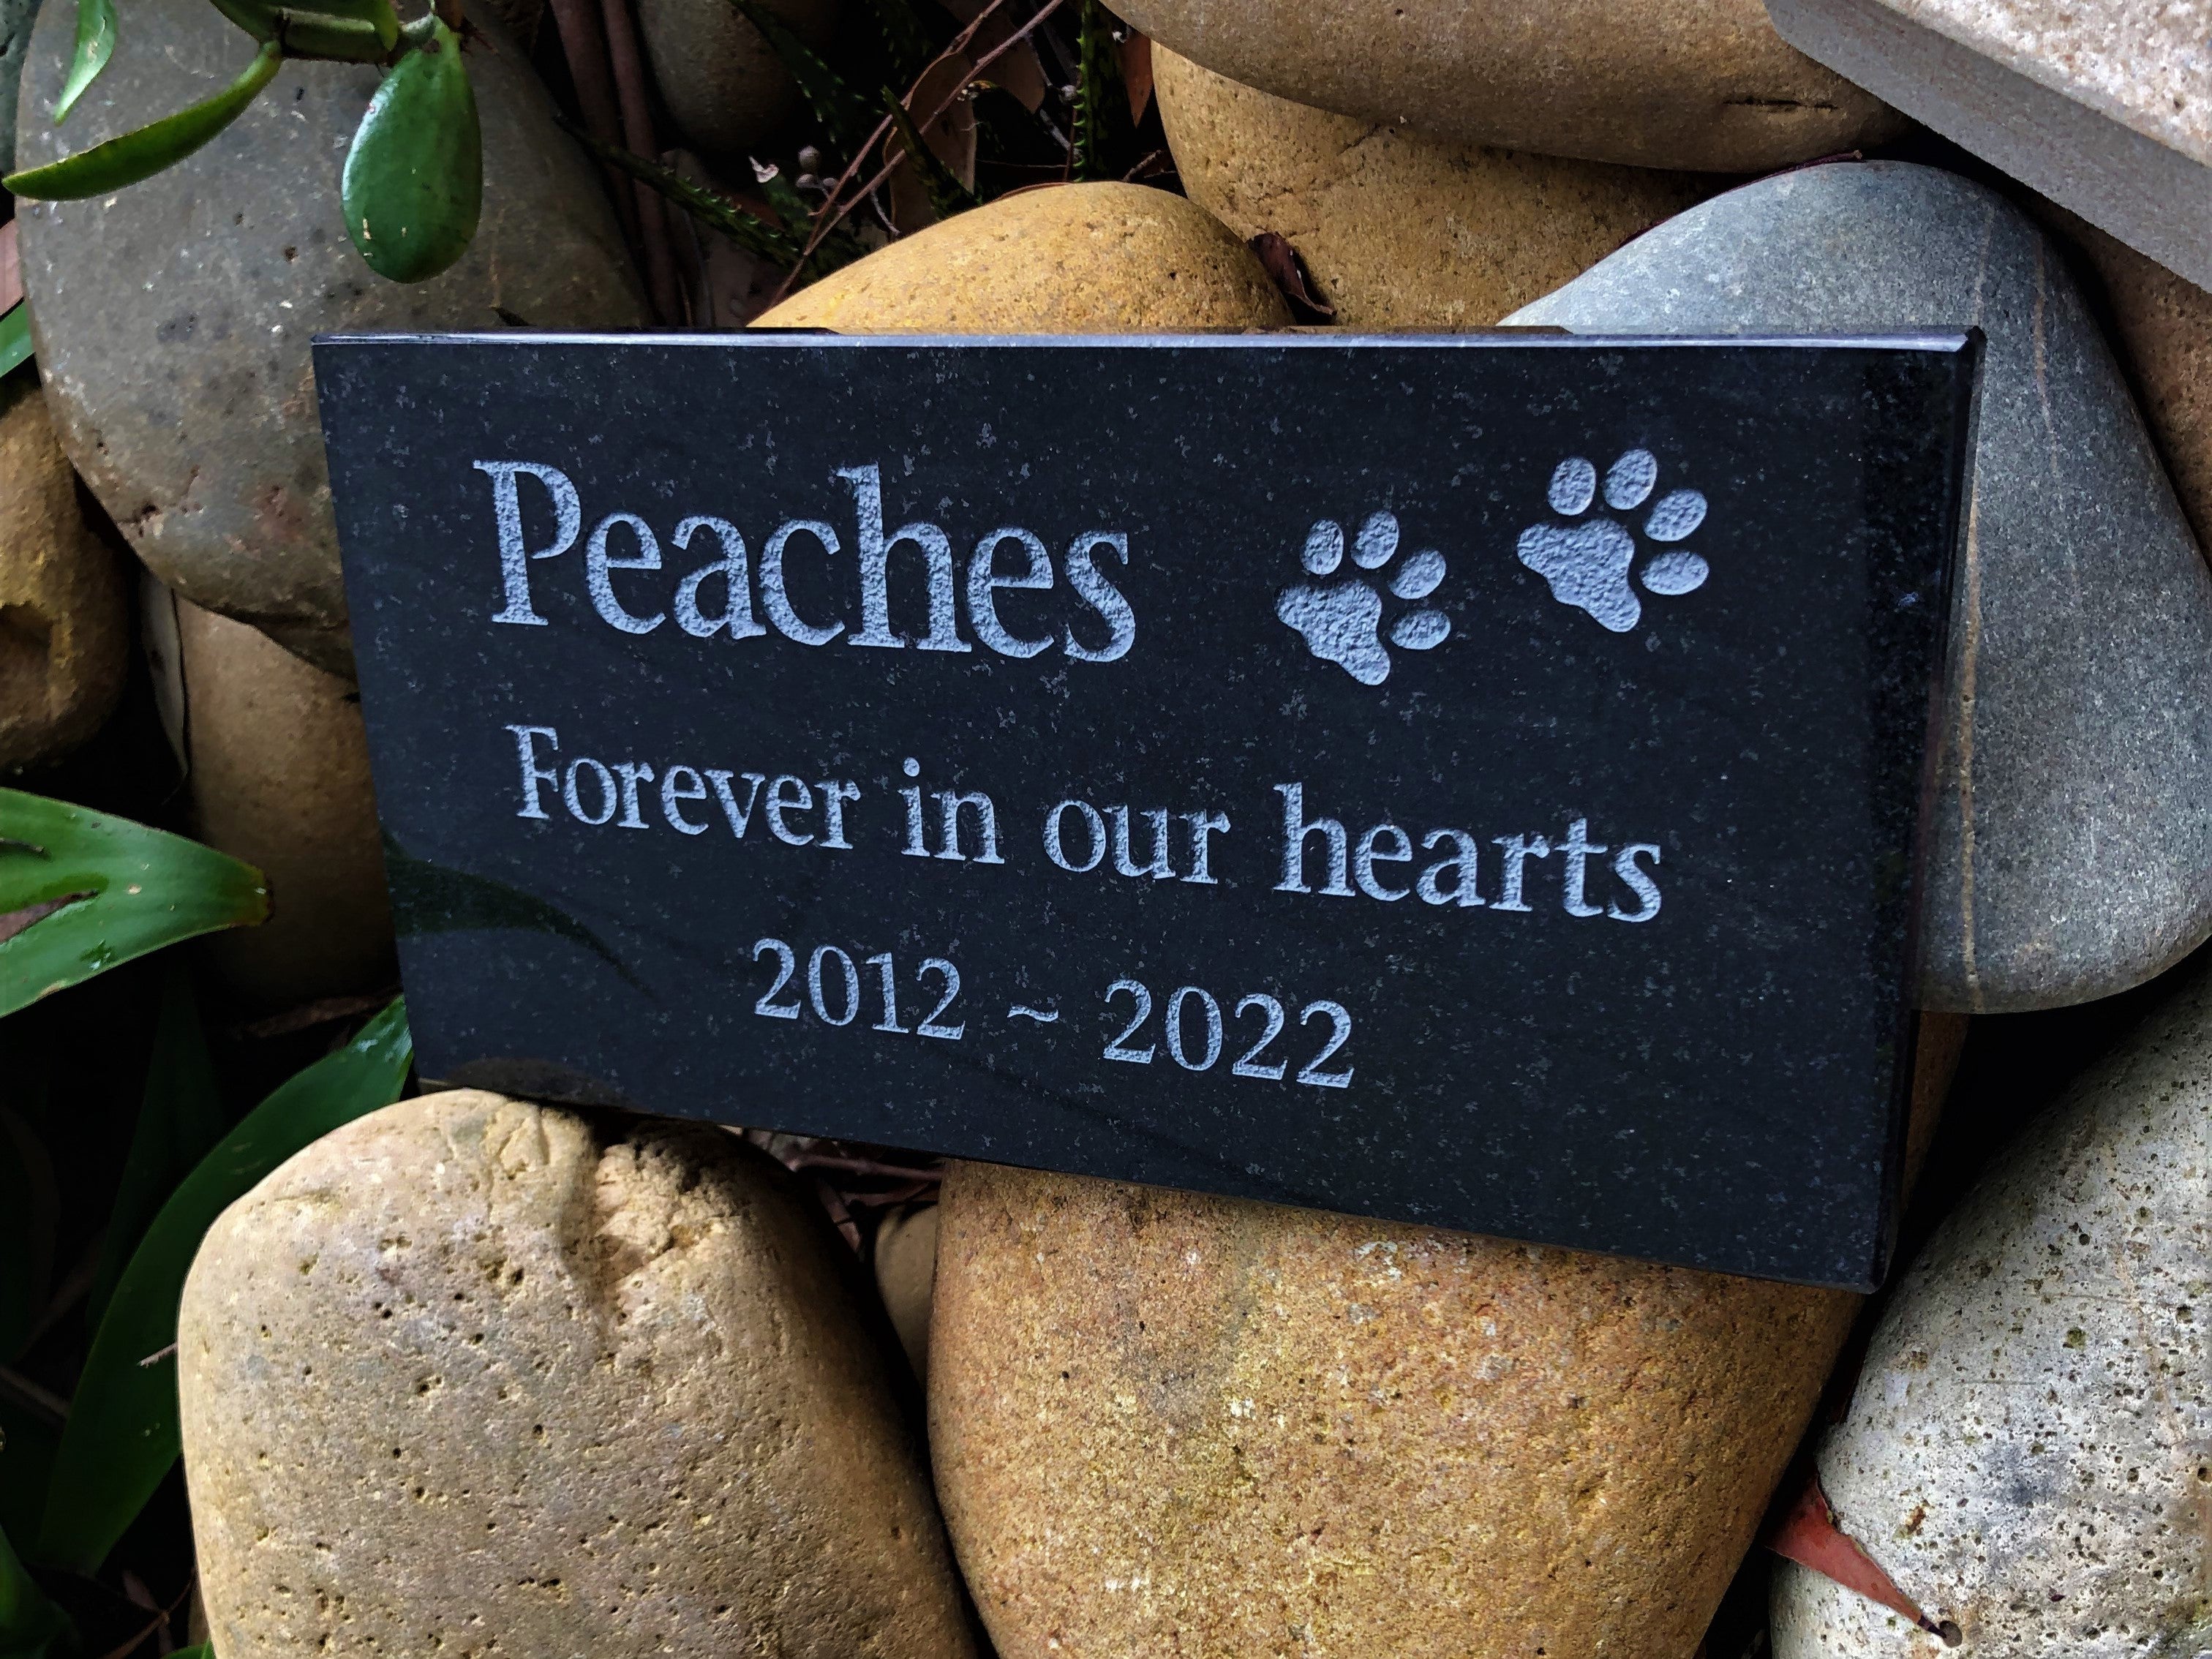 Peaches
Forever in our hearts
2012 ~ 2022